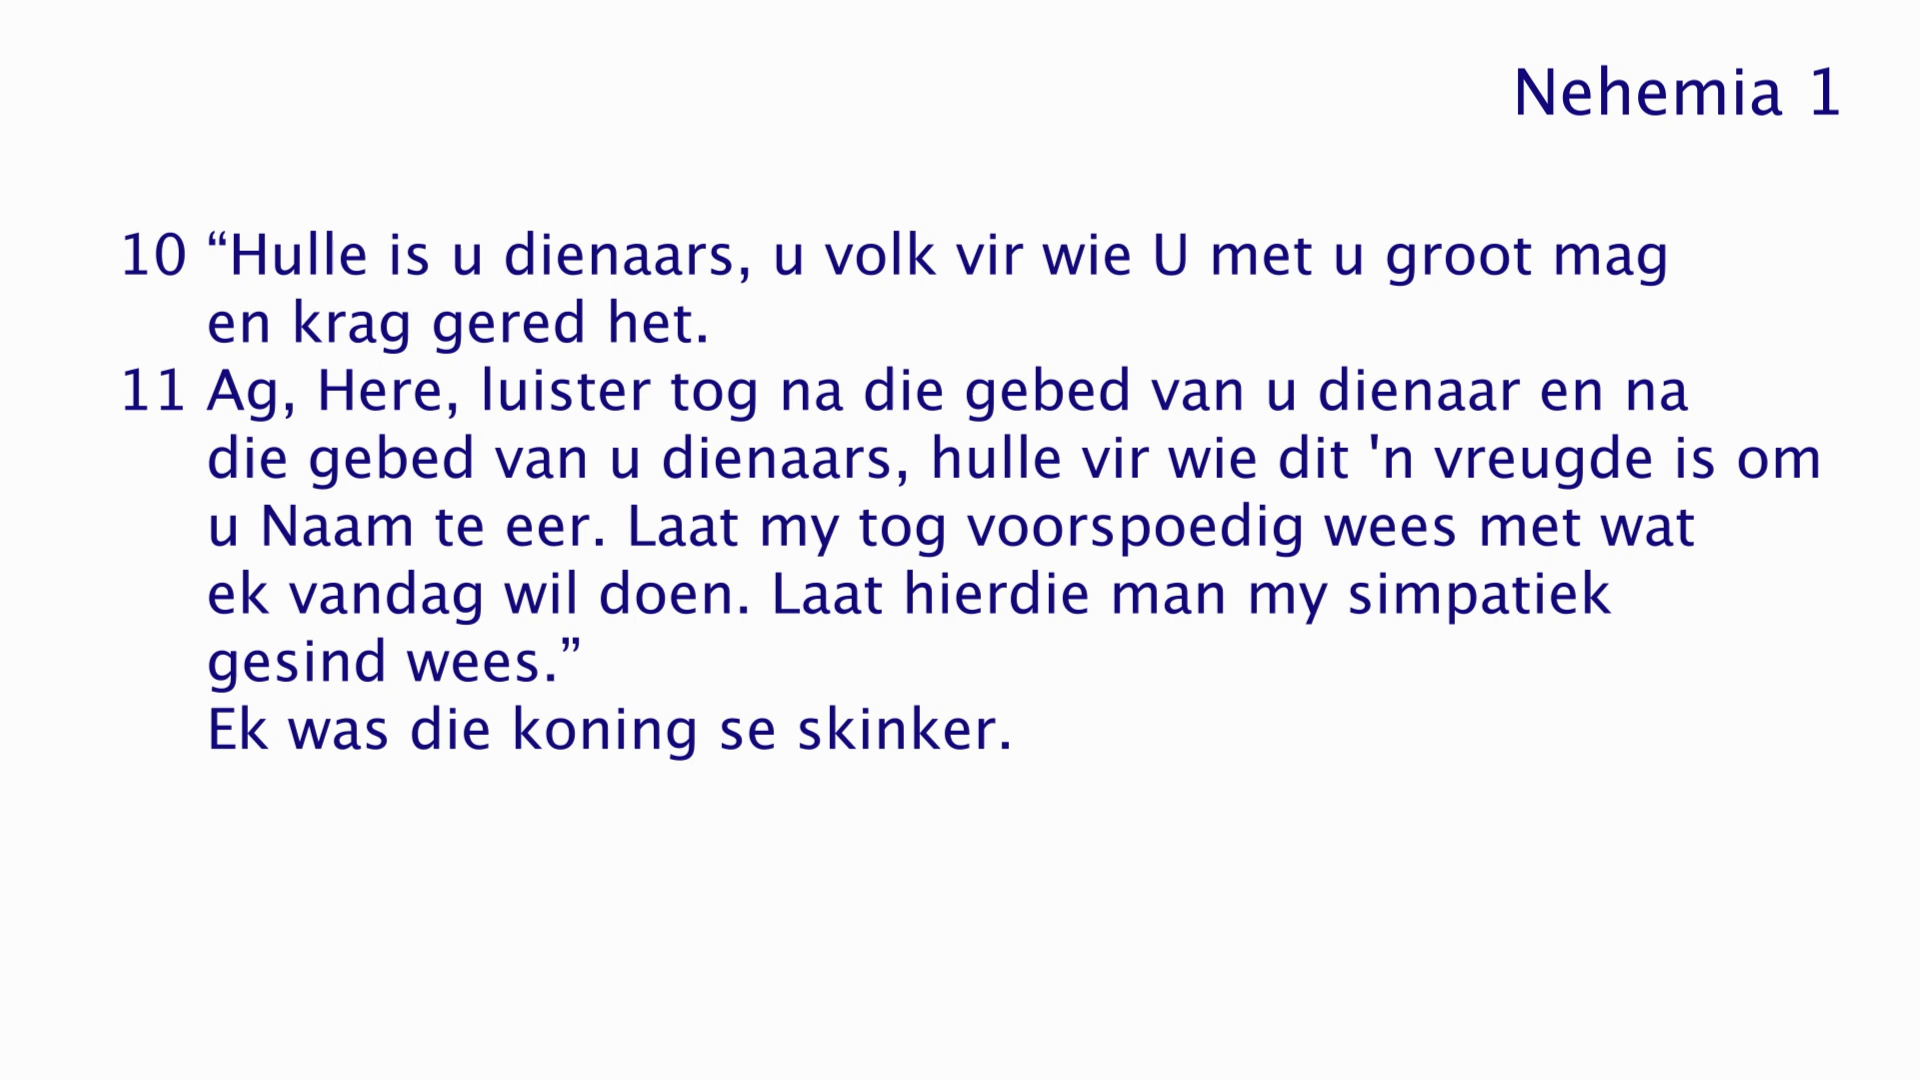 Nehemia 1
10 “Hulle is u dienaars, u volk vir wie U met u groot mag
en krag gered het.
11 Ag, Here, luister tog na die gebed van u dienaar en na
die gebed van u dienaars, hulle vir wie dit 'n vreugde is om
u Naam te eer. Laat my tog voorspoedig wees met wat
ek vandag wil doen. Laat hierdie man my simpatiek
gesind wees.”
Ek was die koning se skinker.